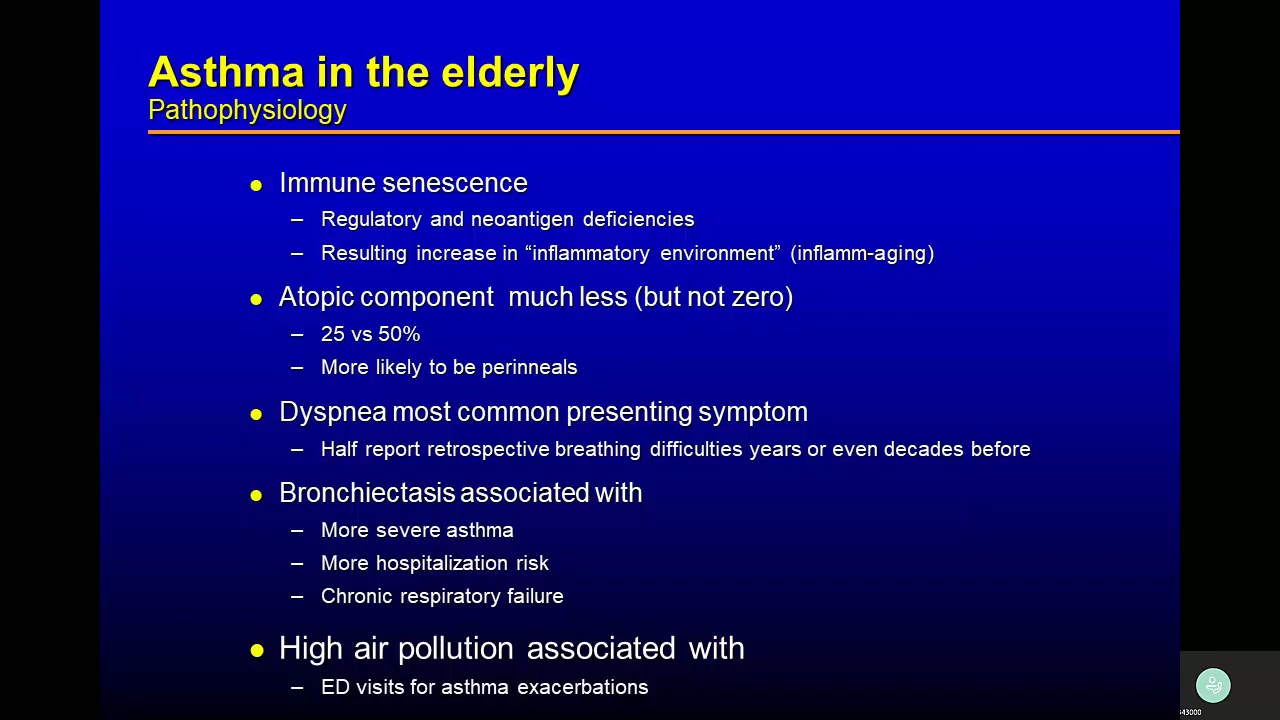 Asthma in the elderly
Pathophysiology
● Immune senescence
– Regulatory and neoantigen deficiencies
– Resulting increase in “inflammatory environment” (inflamm-aging)
● Atopic component much less (but not zero)
– 25 vs 50%
– More likely to be perinneals
● Dyspnea most common presenting symptom
– Half report retrospective breathing difficulties years or even decades before
● Bronchiectasis associated with
– More severe asthma
– More hospitalization risk
– Chronic respiratory failure
● High air pollution associated with
– ED visits for asthma exacerbations